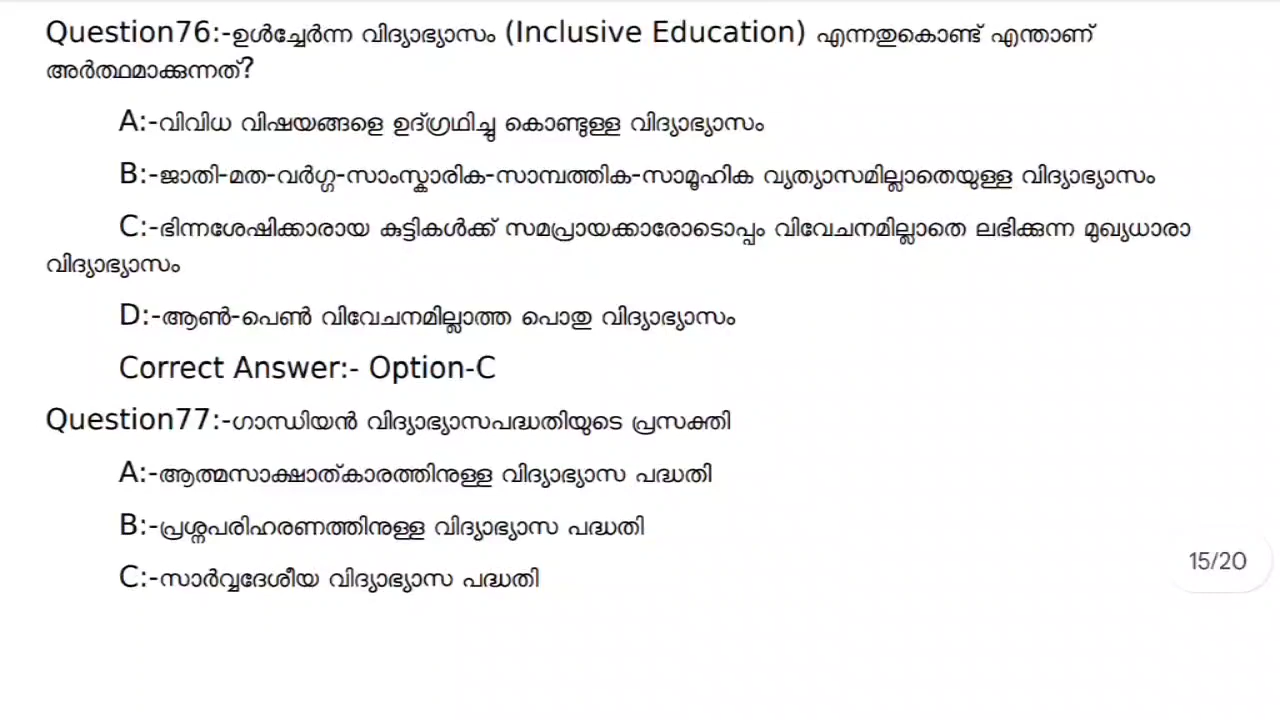 Question76:-ഉൾച്ചേർന്ന വിദ്യാഭ്യാസം (Inclusive Education) എന്നതുകൊണ്ട് എന്താണ്
അർത്ഥമാക്കുന്നത്?
A:-വിവിധ വിഷയങ്ങളെ ഉദ്ഗ്രഥിച്ചു കൊണ്ടുള്ള വിദ്യാഭ്യാസം
B:-ജാതി-മത-വർഗ്ഗ-സാംസ്കാരിക-സാമ്പത്തിക-സാമൂഹിക വ്യത്യാസമില്ലാതെയുള്ള വിദ്യാഭ്യാസം
C:-ഭിന്നശേഷിക്കാരായ കുട്ടികൾക്ക് സമപ്രായക്കാരോടൊപ്പം വിവേചനമില്ലാതെ ലഭിക്കുന്ന മുഖ്യധാരാ
വിദ്യാഭ്യാസം
D:-ആൺ-പെൺ വിവേചനമില്ലാത്ത പൊതു വിദ്യാഭ്യാസം
Correct Answer:- Option-C
Question77:-ഗാന്ധിയൻ വിദ്യാഭ്യാസപദ്ധതിയുടെ പ്രസക്തി
A:-ആത്മസാക്ഷാത്കാരത്തിനുള്ള വിദ്യാഭ്യാസ പദ്ധതി
B:-പ്രശ്നപരിഹരണത്തിനുള്ള വിദ്യാഭ്യാസ പദ്ധതി
C:-സാർവ്വദേശീയ വിദ്യാഭ്യാസ പദ്ധതി
15/20